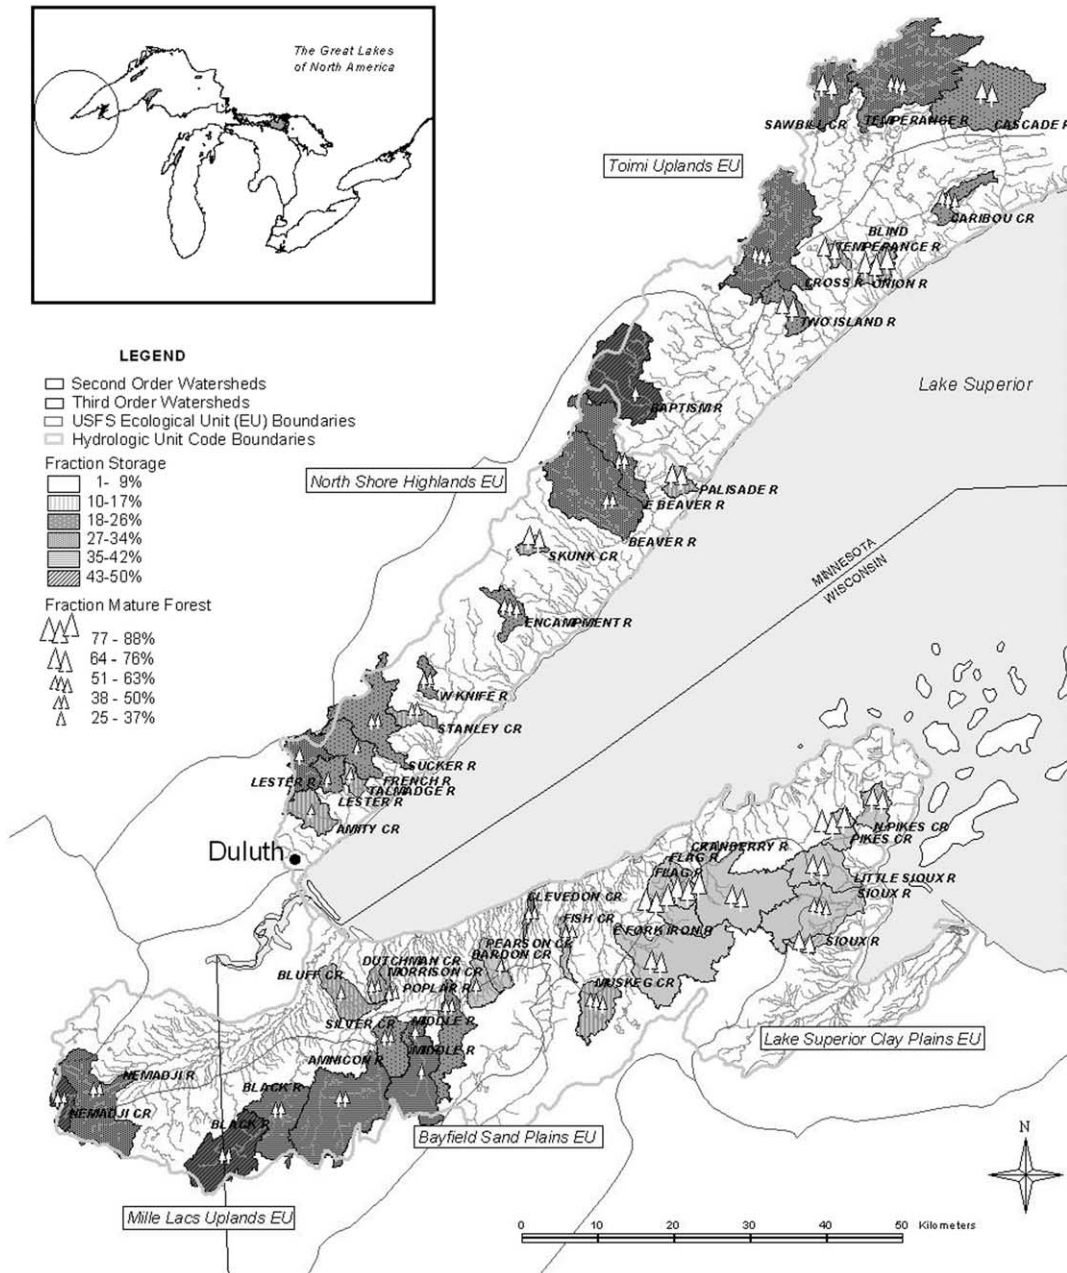 The Great Lakes
of North America
SAWBILL CR
TEMPERANCE R
CASCADE R
Toimi Uplands EU
CARIBOU CR
BLIND
TEMPERANCE R
CROSS R
ONION R
TWO ISLAND R
LEGEND
Second Order Watersheds
Third Order Watersheds
USFS Ecological Unit (EU) Boundaries
Hydrologic Unit Code Boundaries
Fraction Storage
1- 9%
10-17%
18-26%
27-34%
35-42%
43-50%
Fraction Mature Forest
77 - 88%
64 - 76%
51 - 63%
38 - 50%
25 - 37%
Lake Superior
BAPTISM R
North Shore Highlands EU
PALISADE R
E BEAVER R
BEAVER R
SKUNK CR
MINNESOTA
WISCONSIN
ENCAMPMENT R
W KNIFE R
STANLEY CR
SUCKER R
FRENCH R
LESTER R
TALMADGE R
LESTER R
AMITY CR
Duluth
N PIKES CR
PIKES CR
CRANBERRY R
FLAG R
FLAG R
LITTLE SIOUX R
SIOUX R
CLEVEDON CR
FISH CR
E FORK IRON R
SIOUX R
PEARSON CR
BARDON CR
DUTCHMAN CR
MORRISON CR
BLUFF CR
POPLAR R
MUSKEG CR
SILVER CR
MIDDLE R
MIDDLE R
Lake Superior Clay Plains EU
AMNICON R
NEMADJI R
BLACK R
NEMADJI CR
BLACK R
Bayfield Sand Plains EU
N
Mille Lacs Uplands EU
0 10 20 30 40 50 Kilometers